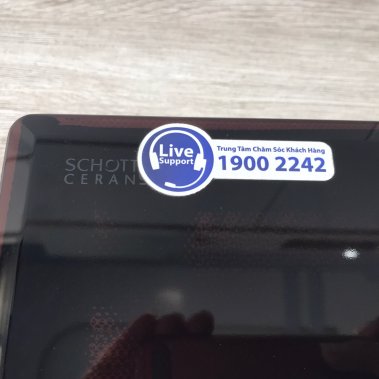 SCHOTT
CERAN
Live
Support
Trung Tâm Chăm Sóc Khách Hàng
1900 2242